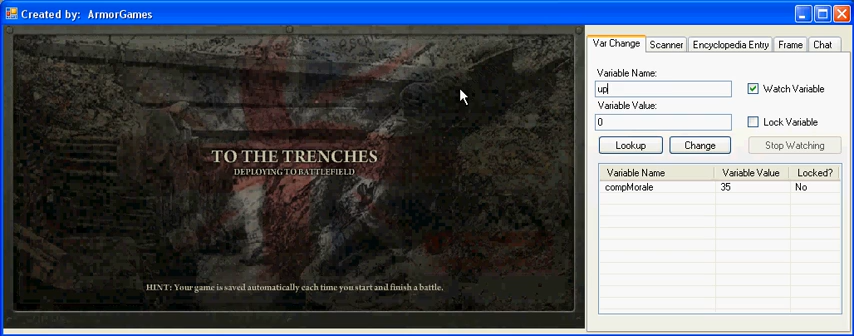 Created by: ArmorGames
Var Change
Scanner
Encyclopedia Entry
Frame
Chat
Variable Name:
up
Watch Variable
Variable Value:
0
Lock Variable
Lookup
Change
Stop Watching
Variable Name Variable Value Locked?
compMorale 35 No
TO THE TRENCHES
DEPLOYING TO BATTLEFIELD
HINT: Your game is saved automatically each time you start and finish a battle.